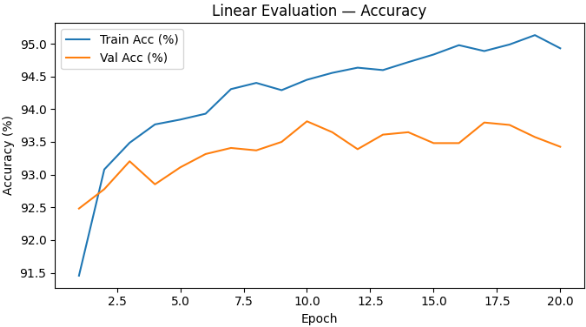 Linear Evaluation — Accuracy
Train Acc (%)
Val Acc (%)
Accuracy (%)
95.0
94.5
94.0
93.5
93.0
92.5
92.0
91.5
2.5 5.0 7.5 10.0 12.5 15.0 17.5 20.0
Epoch